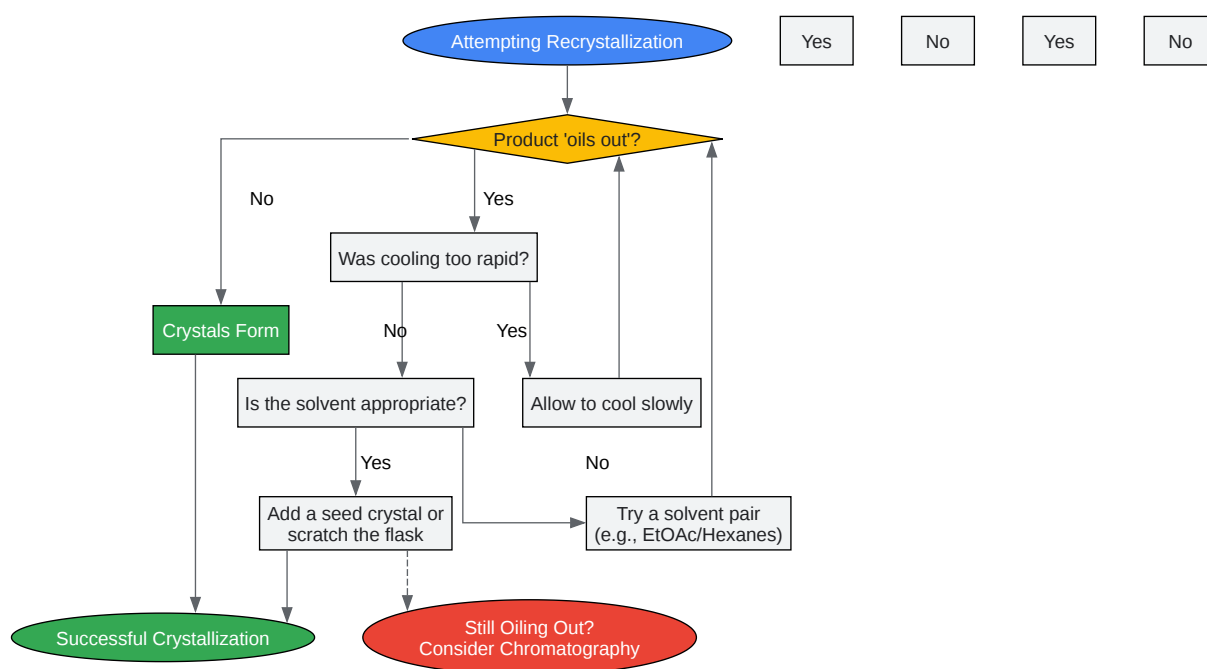 Attempting Recrystallization
Yes
No
Yes
No
Product 'oils out'?
No
Yes
Was cooling too rapid?
Crystals Form
No
Yes
Is the solvent appropriate?
Allow to cool slowly
Yes
No
Add a seed crystal or
scratch the flask
Try a solvent pair
(e.g., EtOAc/Hexanes)
Successful Crystallization
Still Oiling Out?
Consider Chromatography